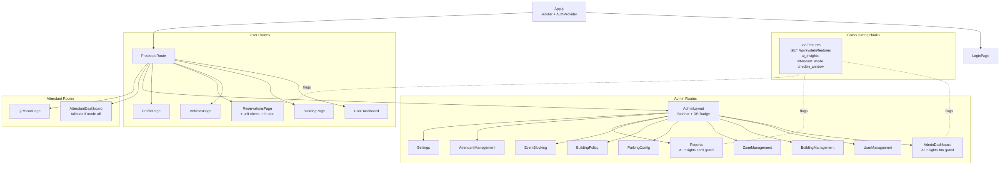 App.js
Router + AuthProvider
User Routes
Cross-cutting Hooks
useFeatures
GET /api/system/features
ai_insights
attendant_mode
checkin_window
ProtectedRoute
LoginPage
flags
Attendant Routes
QRScanPage
AttendantDashboard
fallback if mode off
ProfilePage
VehiclesPage
ReservationsPage
+ self check-in button
BookingPage
UserDashboard
Admin Routes
AdminLayout
Sidebar + DB Badge
flags
flags
Settings
AttendantManagement
EventBlocking
BuildingPolicy
ParkingConfig
Reports
AI Insights card gated
ZoneManagement
BuildingManagement
UserManagement
AdminDashboard
AI Insights btn gated